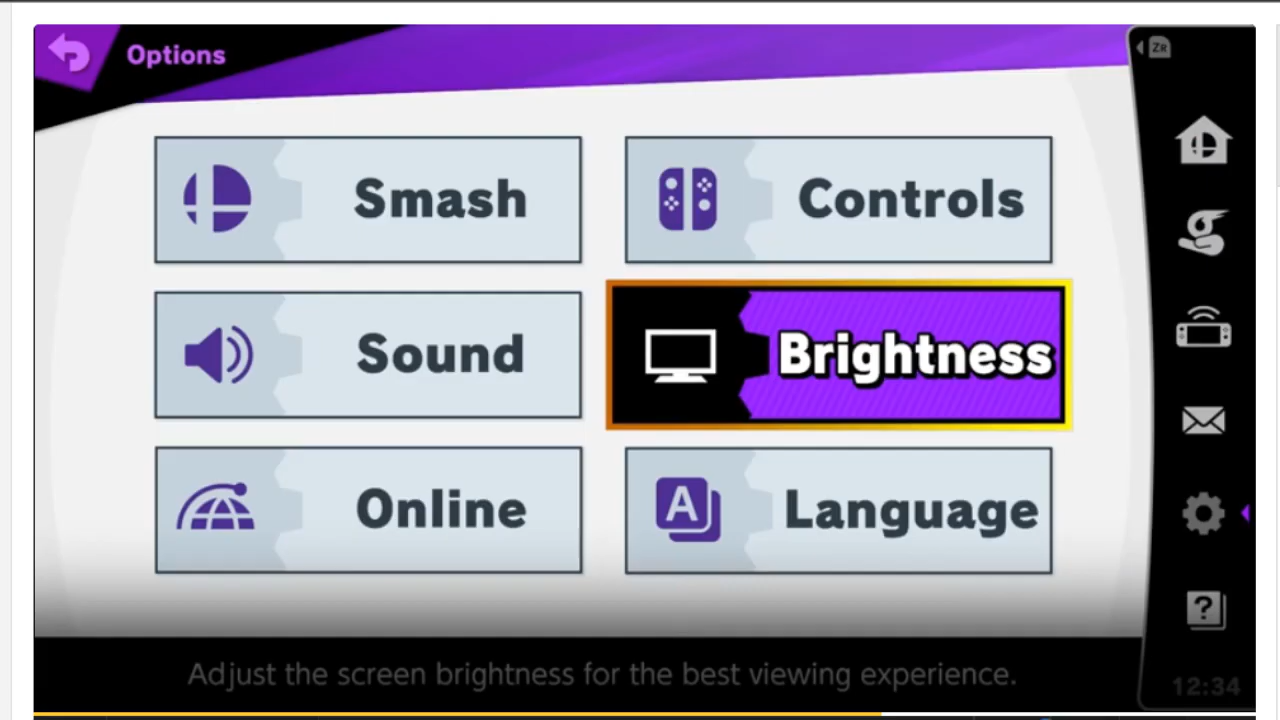 Options
ZR
Smash
Controls
Sound
Brightness
Online
A
Language
?
Adjust the screen brightness for the best viewing experience.
12:34